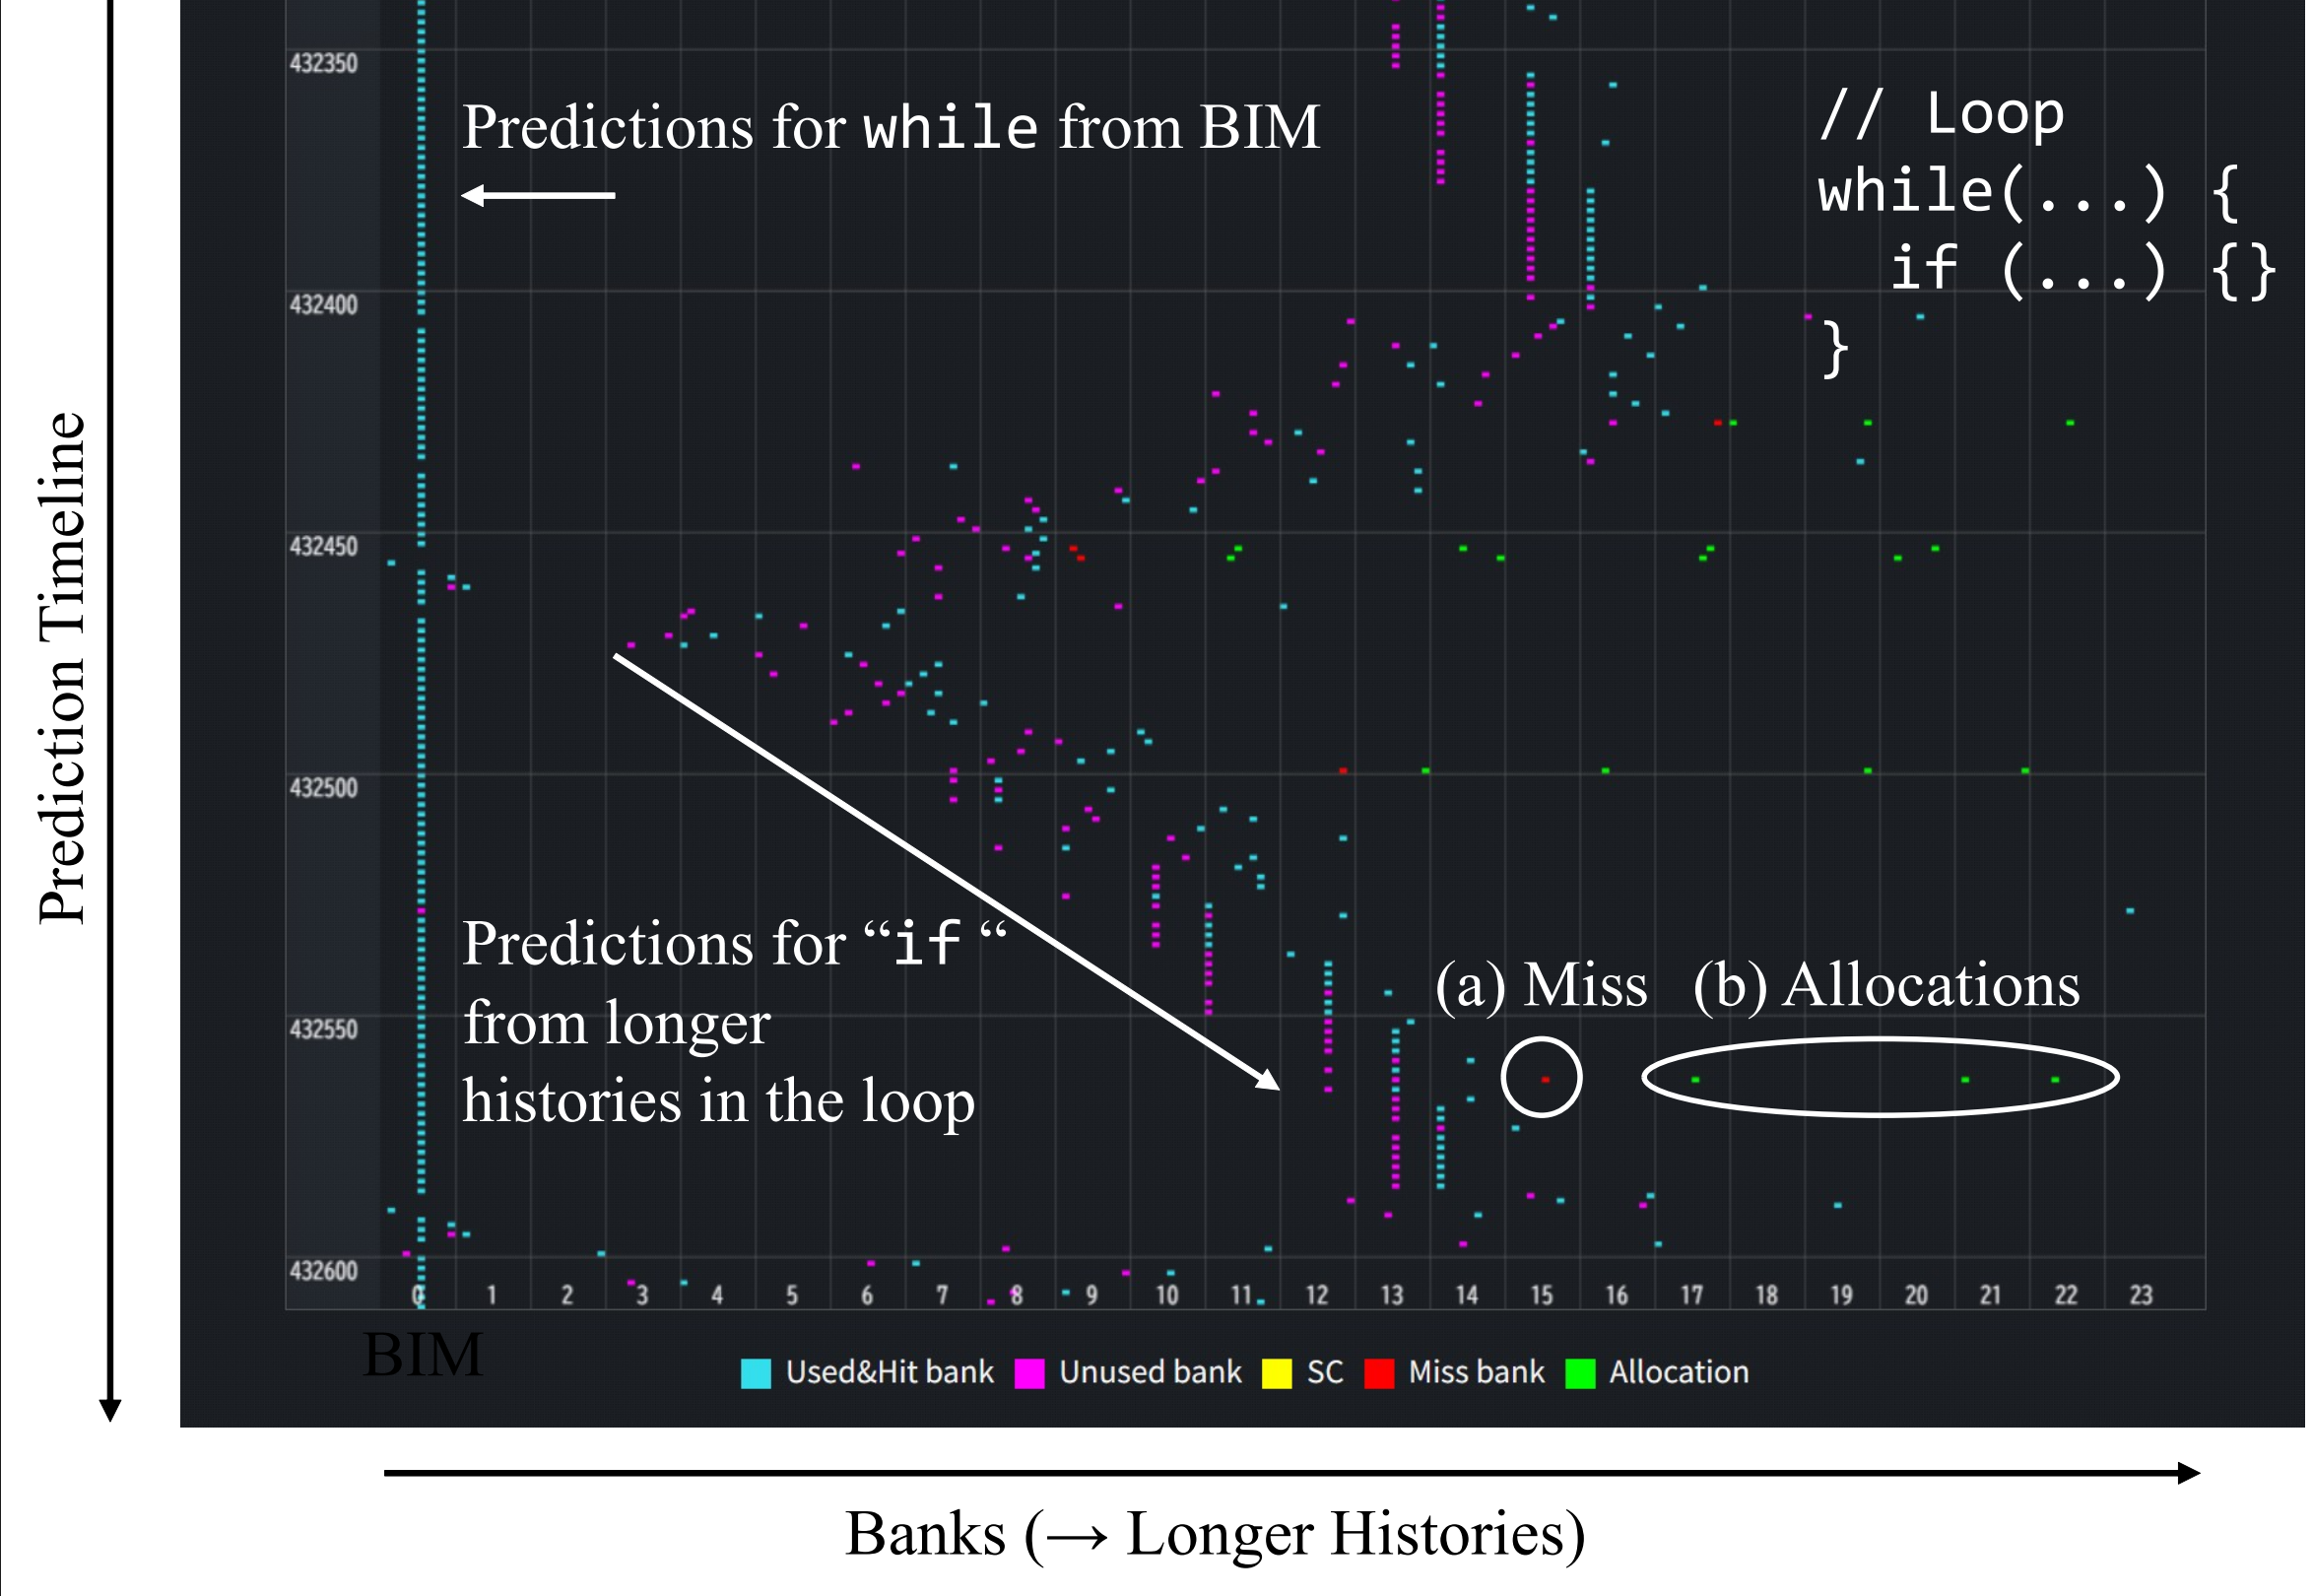 Prediction Timeline
432350
432400
432450
432500
432550
432600
Predictions for while from BIM
// Loop
while(...) {
if (...) {}
}
Predictions for “if “
from longer
histories in the loop
(a) Miss
(b) Allocations
0 1 2 3 4 5 6 7 8 9 10 11 12 13 14 15 16 17 18 19 20 21 22 23
BIM
Used&Hit bank
Unused bank
SC
Miss bank
Allocation
Banks (→ Longer Histories)